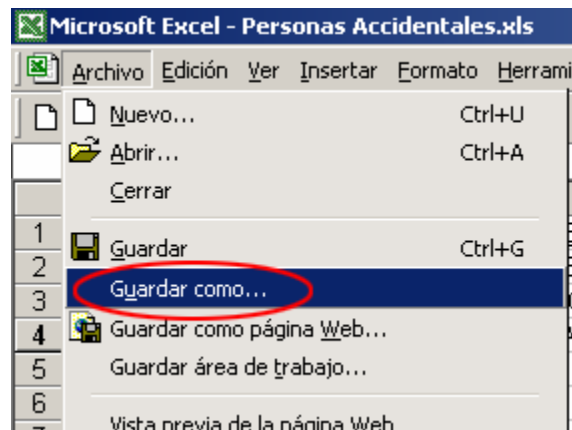 Microsoft Excel - Personas Accidentales.xls
Archivo Edición Ver Insertar Formato Herrami
Nuevo... Ctrl+U
Abrir... Ctrl+A
Cerrar
1
Guardar Ctrl+G
2
Guardar como...
3
4 Guardar como página Web...
5 Guardar área de trabajo...
6
Vista previa de la página Web